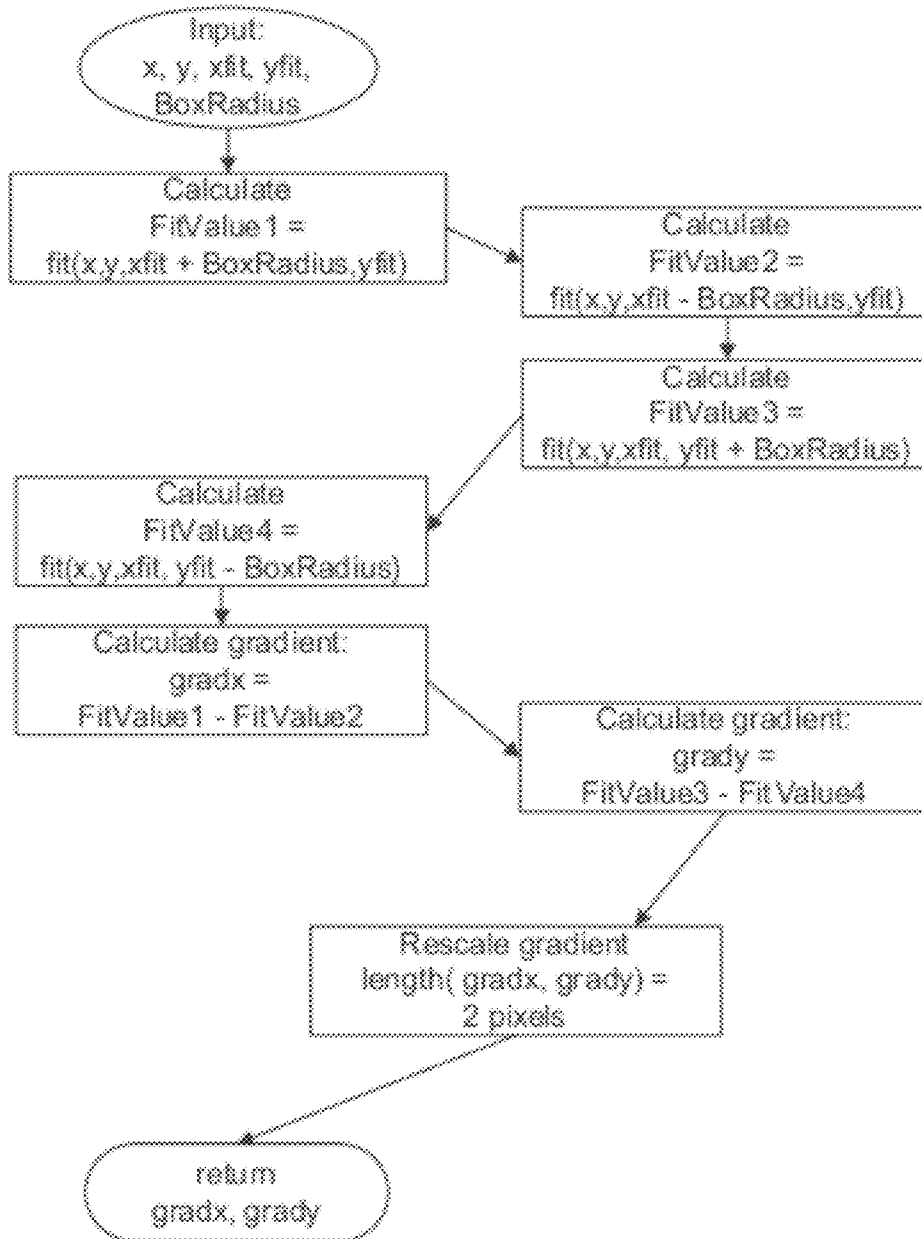 Input:
x, y, xfit, yfit,
BoxRadius
Calculate
FitValue1 =
fit(x,y,xfit + BoxRadius,yfit)
Calculate
FitValue2 =
fit(x,y,xfit - BoxRadius,yfit)
Calculate
FitValue3 =
fit(x,y,xfit, yfit + BoxRadius)
Calculate
FitValue4 =
fit(x,y,xfit, yfit - BoxRadius)
Calculate gradient:
gradx =
FitValue1 - FitValue2
Calculate gradient:
grady =
FitValue3 - FitValue4
Rescale gradient
length( gradx, grady) =
2 pixels
return
gradx, grady